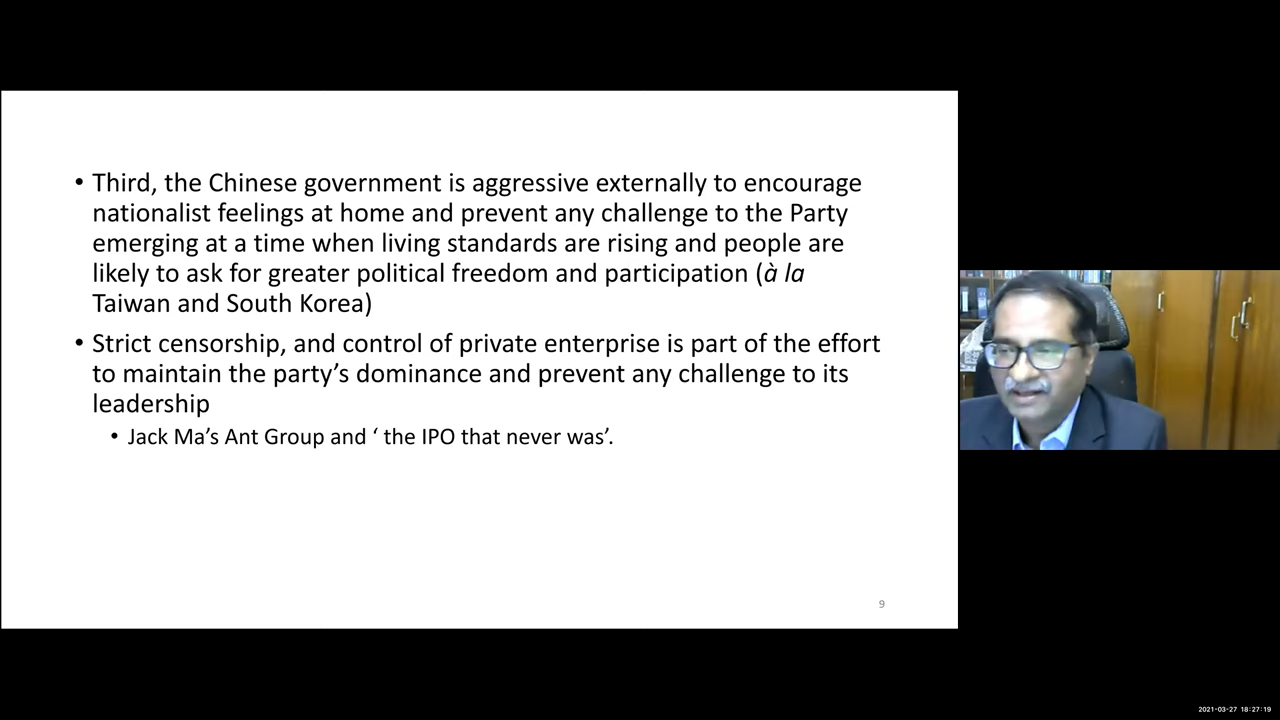 • Third, the Chinese government is aggressive externally to encourage
nationalist feelings at home and prevent any challenge to the Party
emerging at a time when living standards are rising and people are
likely to ask for greater political freedom and participation (à la
Taiwan and South Korea)
• Strict censorship, and control of private enterprise is part of the effort
to maintain the party’s dominance and prevent any challenge to its
leadership
• Jack Ma’s Ant Group and ‘ the IPO that never was’.
9
2021-03-27 18:27:19